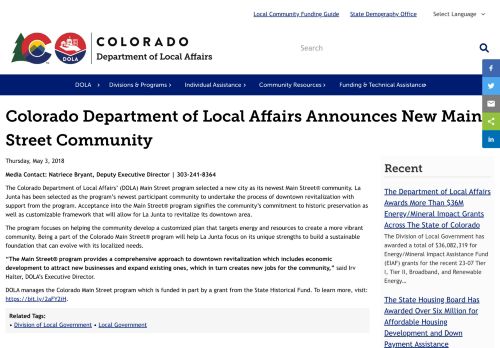 Local Community Funding Guide
State Demography Office
Select Language
CO
DOLA
COLORADO
Department of Local Affairs
Search
DOLA
Divisions & Programs
Individual Assistance
Community Resources
Funding & Technical Assistance
Colorado Department of Local Affairs Announces New Main
Street Community
Thursday, May 3, 2018
Media Contact: Natriece Bryant, Deputy Executive Director | 303-241-8364
The Colorado Department of Local Affairs' (DOLA) Main Street program selected a new city as its newest Main Street® community. La
Junta has been selected as the program's newest participant community to undertake the process of downtown revitalization with
support from the program. Acceptance into the Main Street® program signifies the community's commitment to historic preservation as
well as customizable framework that will allow for La Junta to revitalize its downtown area.
The program focuses on helping the community develop a customized plan that targets energy and resources to create a more vibrant
community. Being a part of the Colorado Main Street® program will help La Junta focus on its unique strengths to build a sustainable
foundation that can evolve with its localized needs.
"The Main Street® program provides a comprehensive approach to downtown revitalization which includes economic
development to attract new businesses and expand existing ones, which in turn creates new jobs for the community," said Irv
Halter, DOLA's Executive Director.
DOLA manages the Colorado Main Street program which is funded in part by a grant from the State Historical Fund. To learn more, visit:
https://bit.ly/2aFY2iH.
Related Tags:
• Division of Local Government • Local Government
Recent
The Department of Local Affairs
Awards More Than $36M
Energy/Mineral Impact Grants
Across The State of Colorado
The Division of Local Government has
awarded a total of $36,082,319 for
Energy/Mineral Impact Assistance Fund
(EIAF) grants for the recent 23-07 Tier
I, Tier II, Broadband, and Renewable
Energy...
The State Housing Board Has
Awarded Over Six Million for
Affordable Housing
Development and Down
Payment Assistance